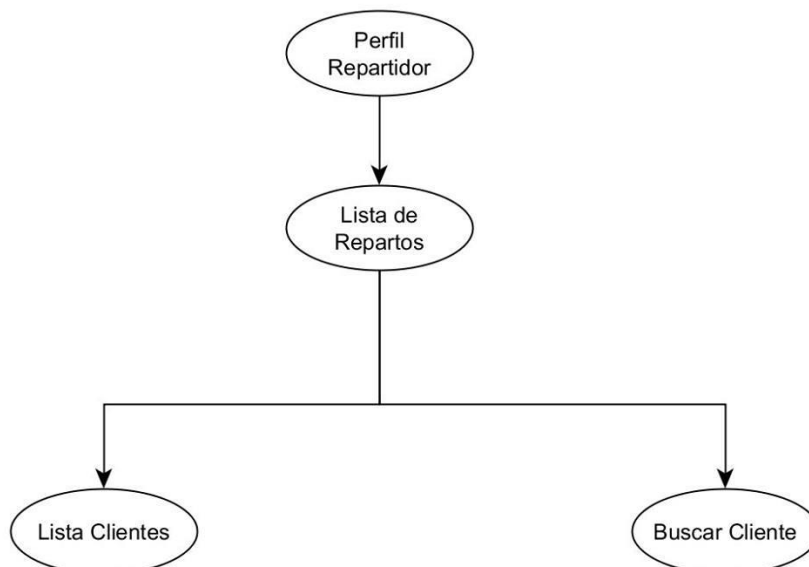 Perfil
Repartidor
Lista de
Repartos
Lista Clientes
Buscar Cliente